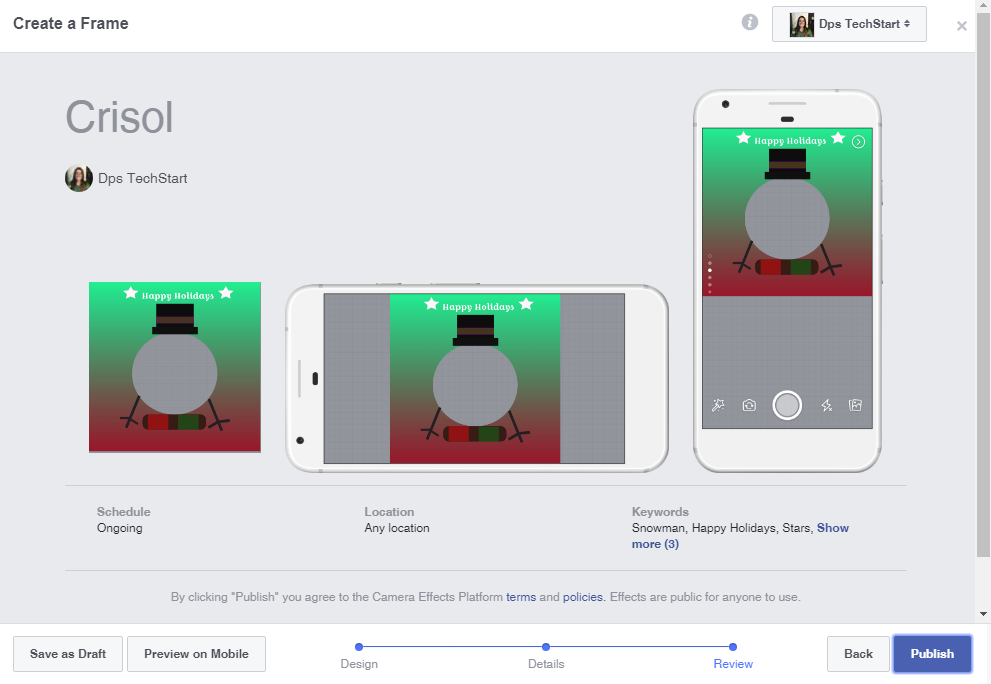 Create a Frame
Dps TechStart
Crisol
Dps TechStart
Happy Holidays
Happy Holidays
Happy Holidays
Schedule
Ongoing
Location
Any location
Keywords
Snowman, Happy Holidays, Stars, Show
more (3)
By clicking "Publish" you agree to the Camera Effects Platform terms and policies. Effects are public for anyone to use.
Save as Draft
Preview on Mobile
Design
Details
Review
Back
Publish